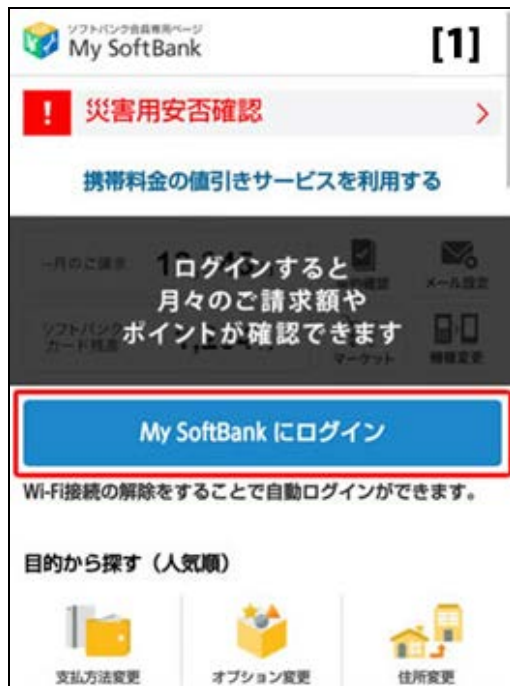 ソフトバンク会員専用ページ
My SoftBank
[1]
! 災害用安否確認 >
携帯料金の値引きサービスを利用する
ログインすると
月々のご請求額や
ポイントが確認できます
メール設定
マーケット
機種変更
My SoftBank にログイン
Wi-Fi接続の解除をすることで自動ログインができます。
目的から探す（人気順）
支払方法変更
オプション変更
住所変更